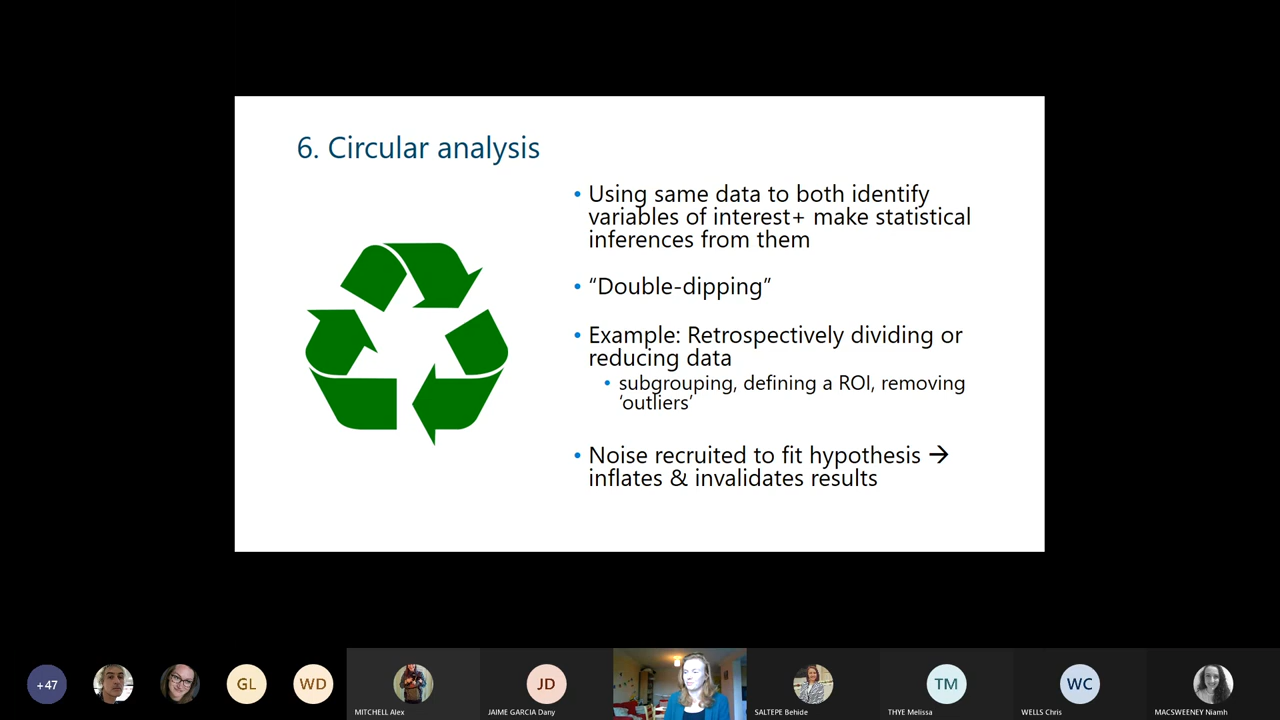 6. Circular analysis
• Using same data to both identify
variables of interest+ make statistical
inferences from them
• “Double-dipping”
• Example: Retrospectively dividing or
reducing data
• subgrouping, defining a ROI, removing
‘outliers’
• Noise recruited to fit hypothesis →
inflates & invalidates results
+47
GL
WD
MITCHELL Alex
JD
JAIME GARCIA Dany
SALTEPE Behide
TM
THYE Melissa
WC
WELLS Chris
MACSWEENEY Niamh